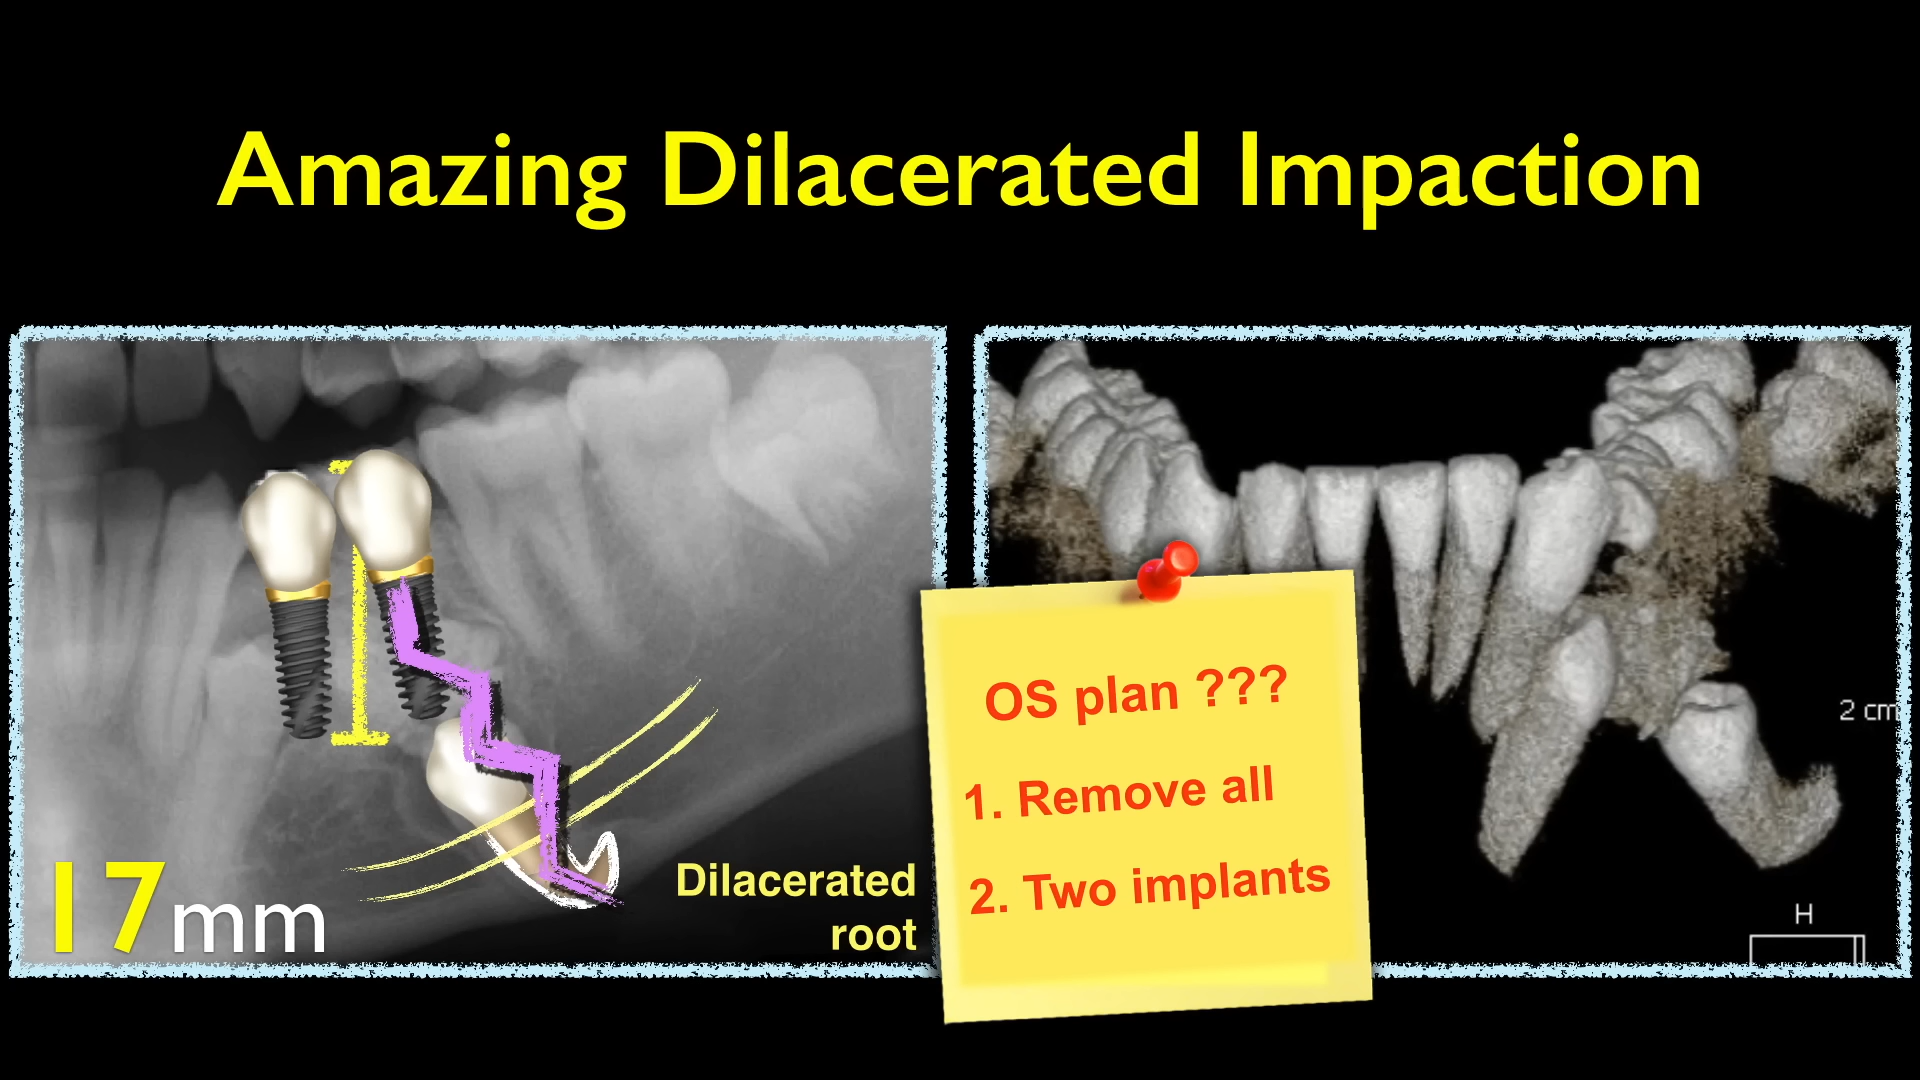 Amazing Dilacerated Impaction
17mm
Dilacerated
root
OS plan ???
1. Remove all
2. Two implants
2 cm
H